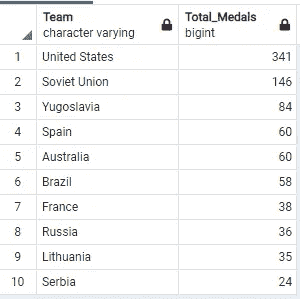 Team Total_Medals
character varying bigint
1 United States 341
2 Soviet Union 146
3 Yugoslavia 84
4 Spain 60
5 Australia 60
6 Brazil 58
7 France 38
8 Russia 36
9 Lithuania 35
10 Serbia 24